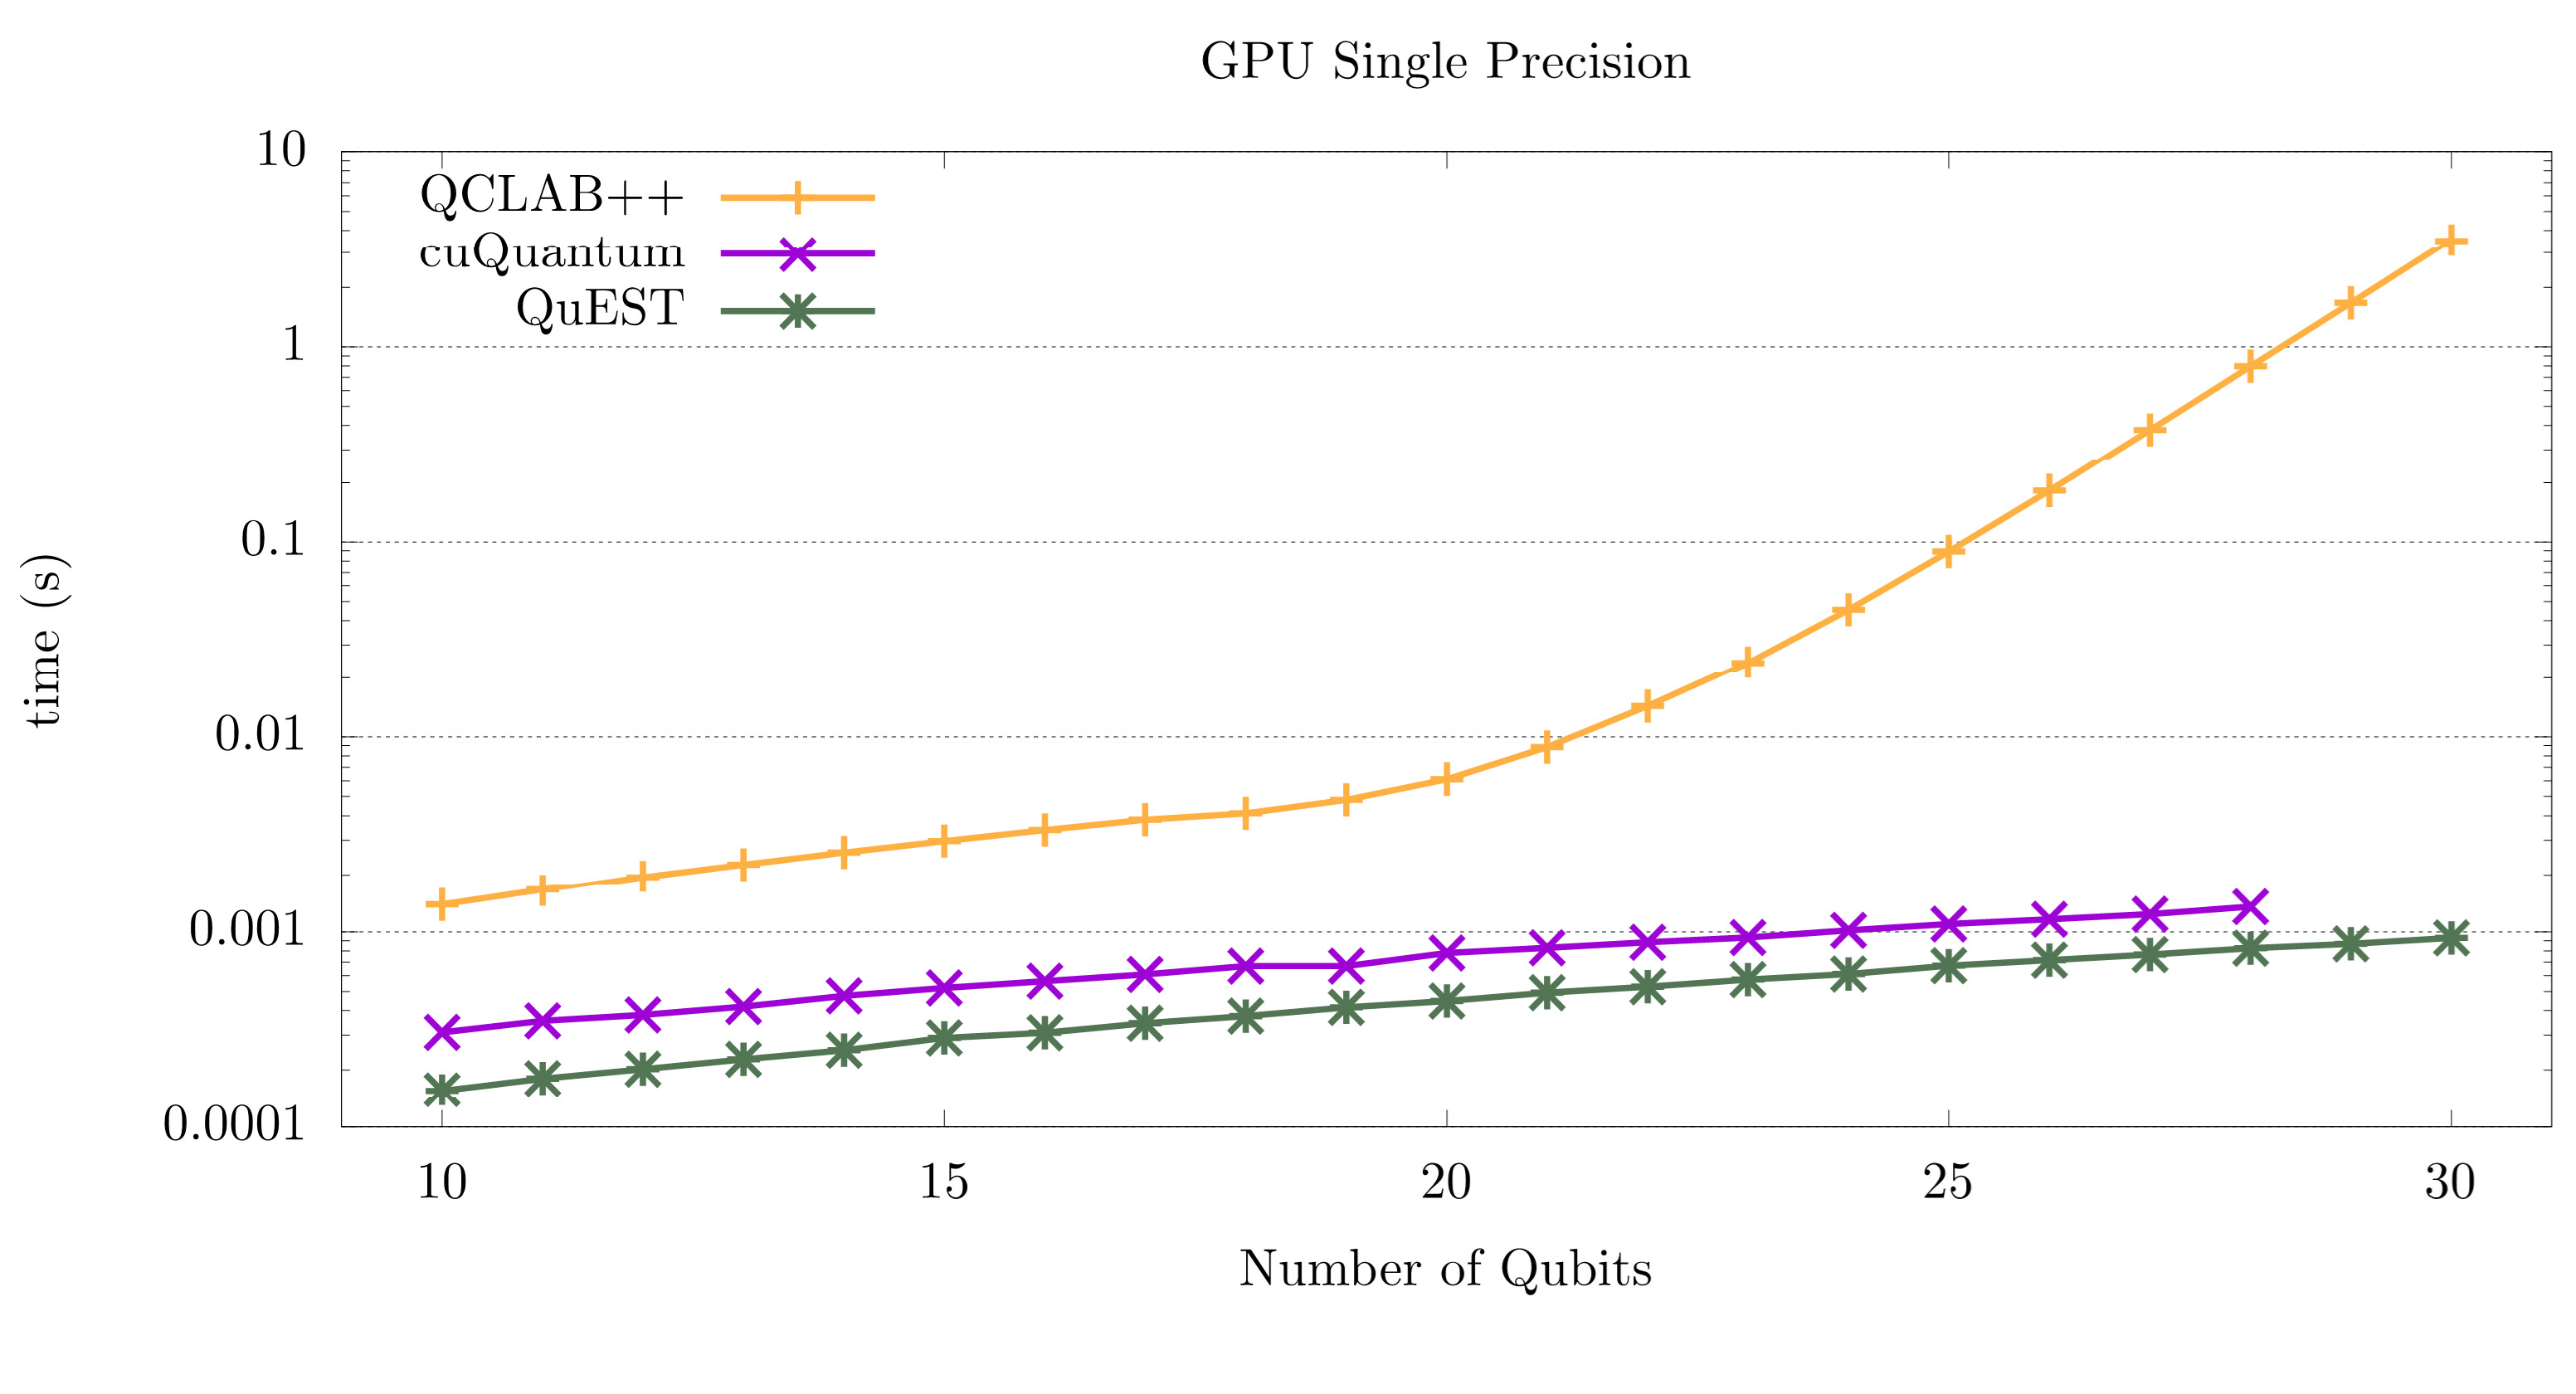 GPU Single Precision
10
1
0.1
0.01
0.001
0.0001
time (s)
QCLAB++
cuQuantum
QuEST
10 15 20 25 30
Number of Qubits